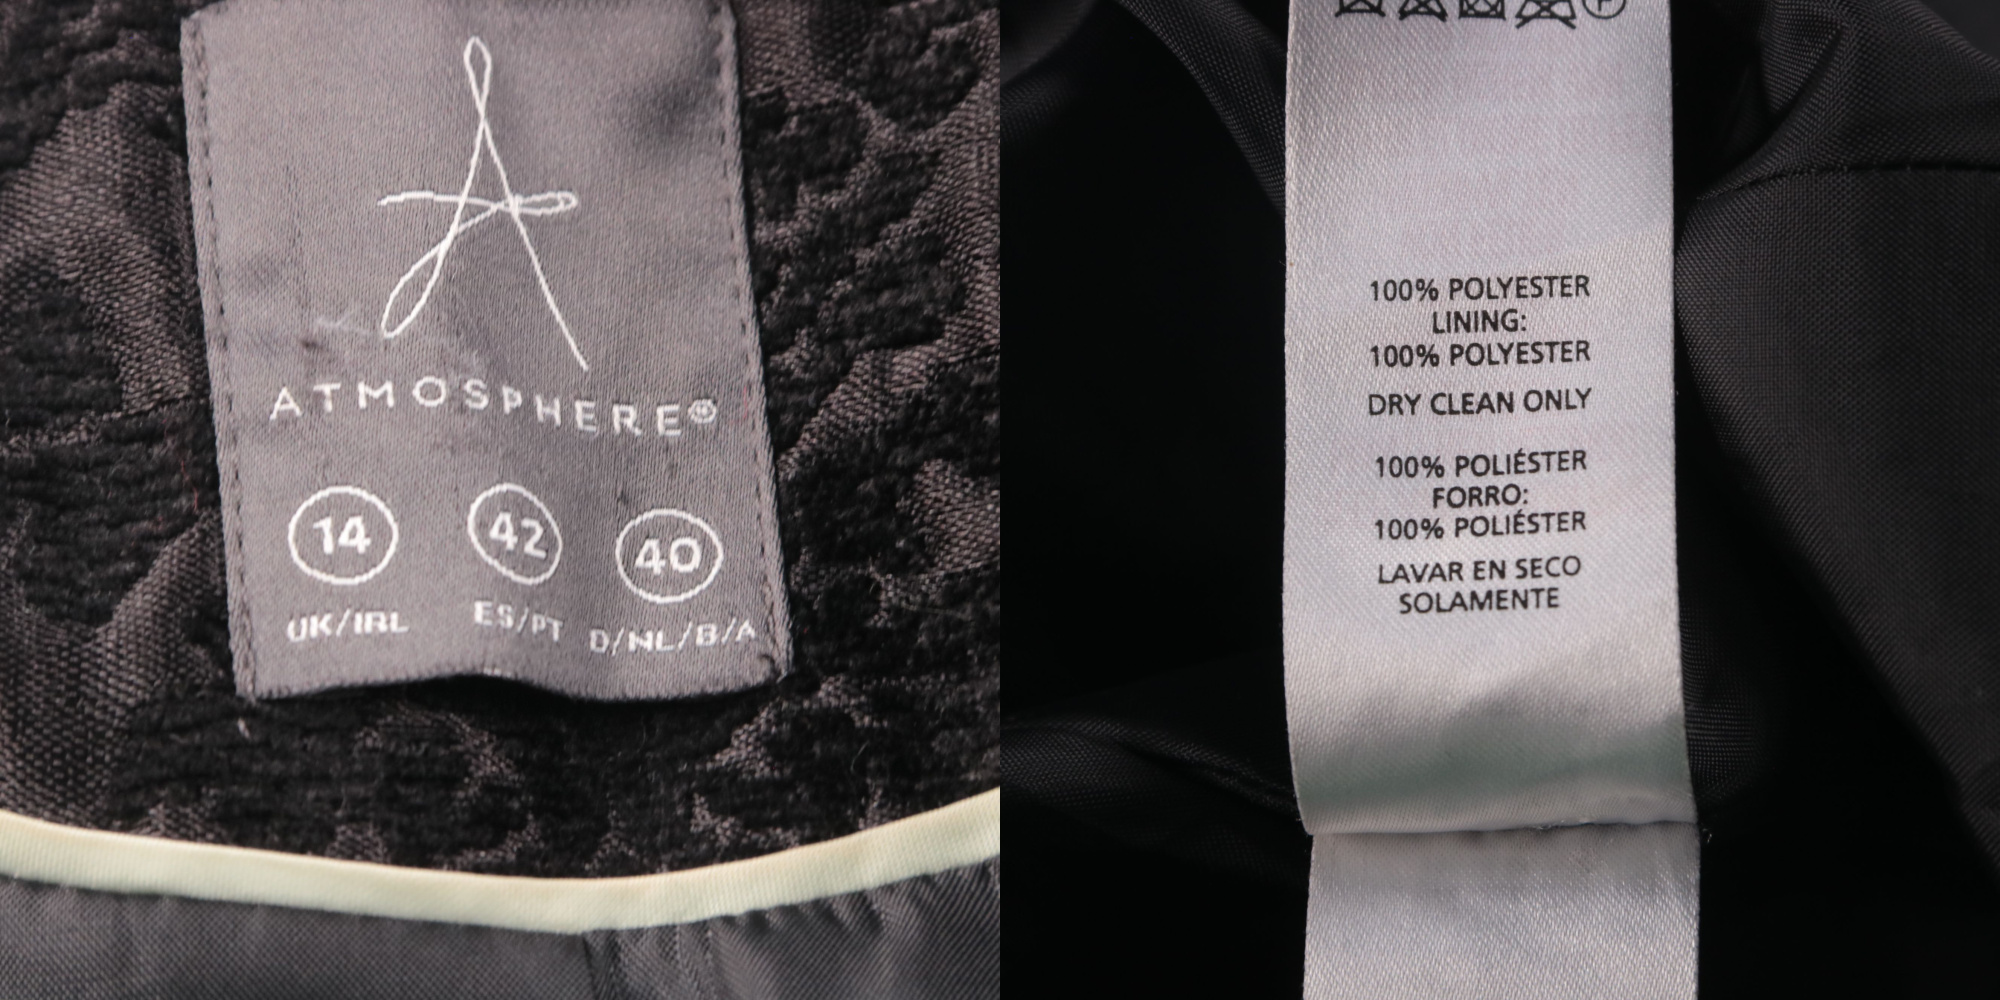 ATMOSPHERE®
14 42 40
UK/IRL ES/PT D/NL/B/A
100% POLYESTER
LINING:
100% POLYESTER
DRY CLEAN ONLY
100% POLIÉSTER
FORRO:
100% POLIÉSTER
LAVAR EN SECO
SOLAMENTE